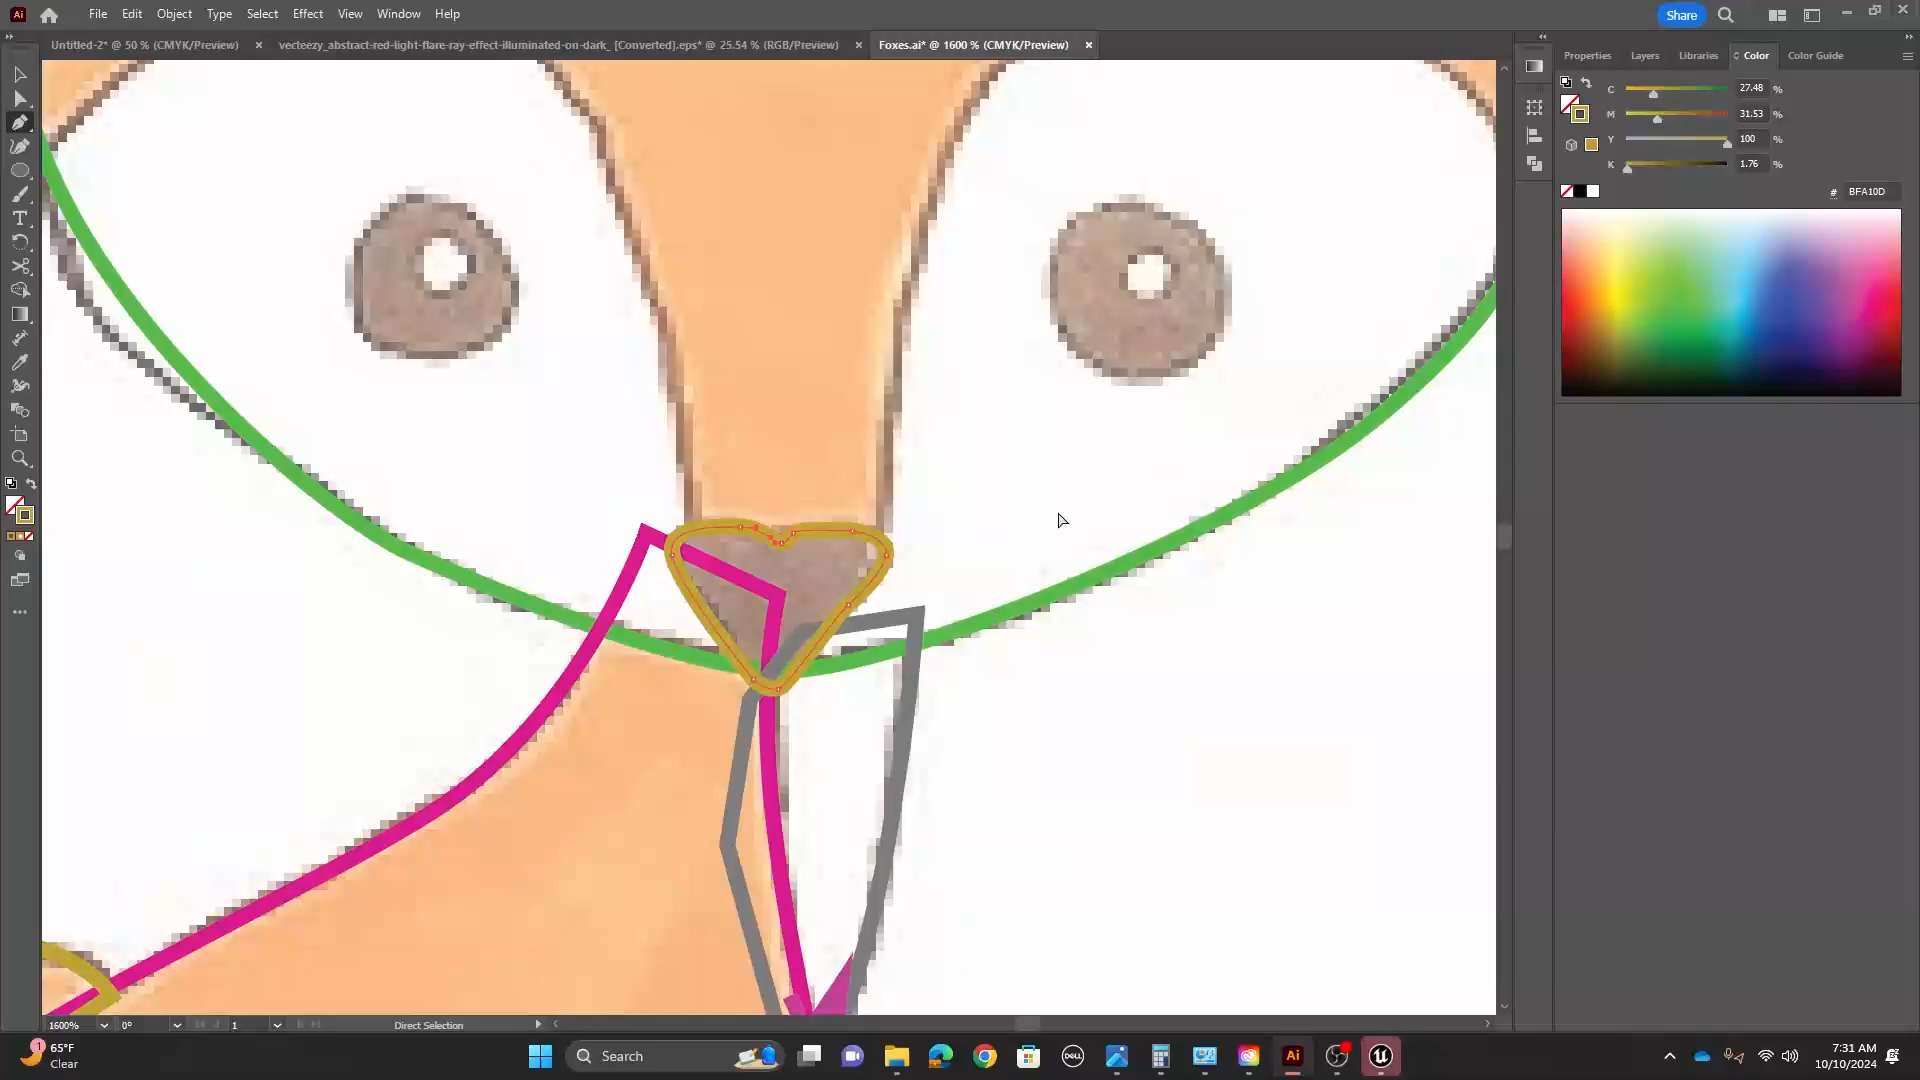 Ai File Edit Object Type Select Effect View Window Help Share
Untitled-2* @ 50 % (CMYK/Preview) × vecteezy_abstract-red-light-flare-ray-effect-illuminated-on-dark_ [Converted].eps* @ 25.54 % (RGB/Preview) × Foxes.ai* @ 1600 % (CMYK/Preview) ×
Properties Layers Libraries Color Color Guide
C 27.48 %
M 31.53 %
Y 100 %
K 1.76 %
# BFA10D
1600% 0° 1 Direct Selection
1 65°F
Clear
Search
DELL
Ai
7:31 AM
10/10/2024